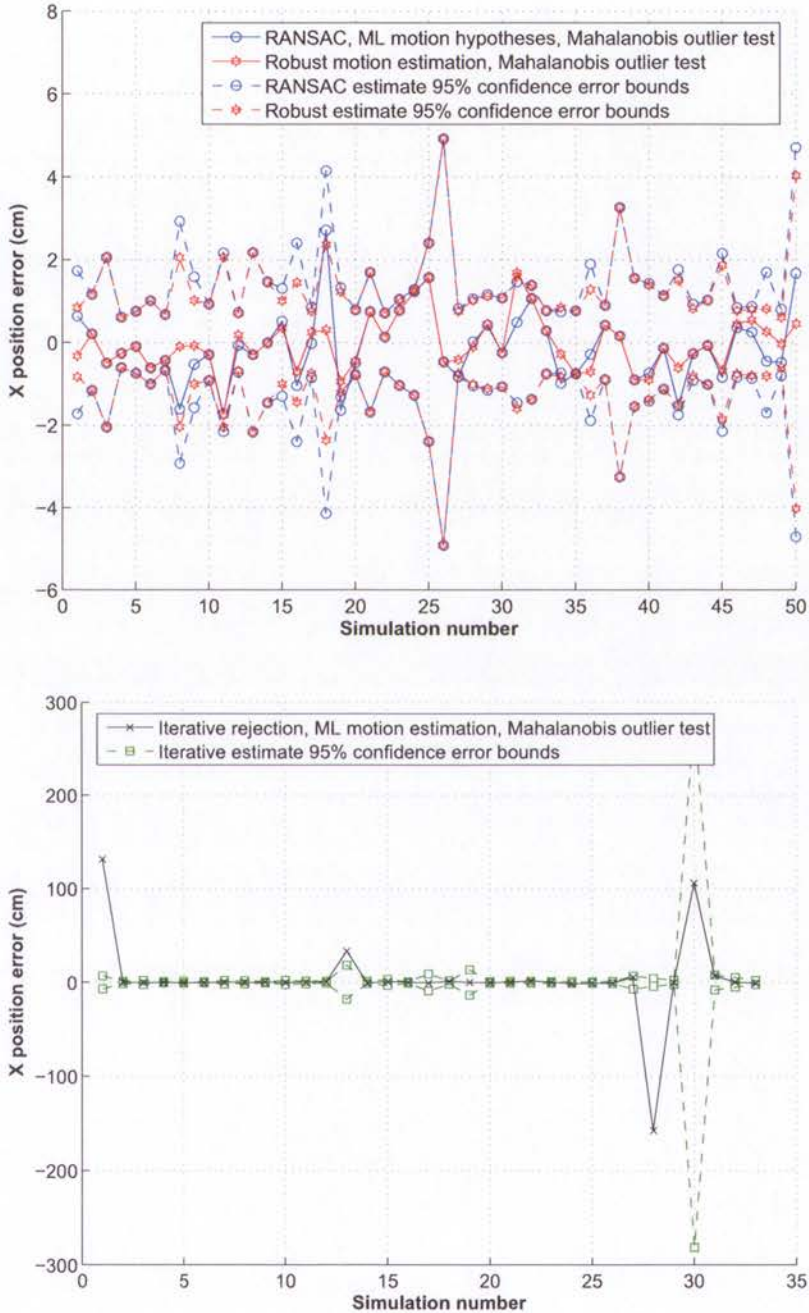 8
6
4
2
0
−2
−4
−6
X position error (cm)
RANSAC, ML motion hypotheses, Mahalanobis outlier test
Robust motion estimation, Mahalanobis outlier test
RANSAC estimate 95% confidence error bounds
Robust estimate 95% confidence error bounds
0 5 10 15 20 25 30 35 40 45 50
Simulation number
300
200
100
0
−100
−200
−300
X position error (cm)
Iterative rejection, ML motion estimation, Mahalanobis outlier test
Iterative estimate 95% confidence error bounds
0 5 10 15 20 25 30 35
Simulation number